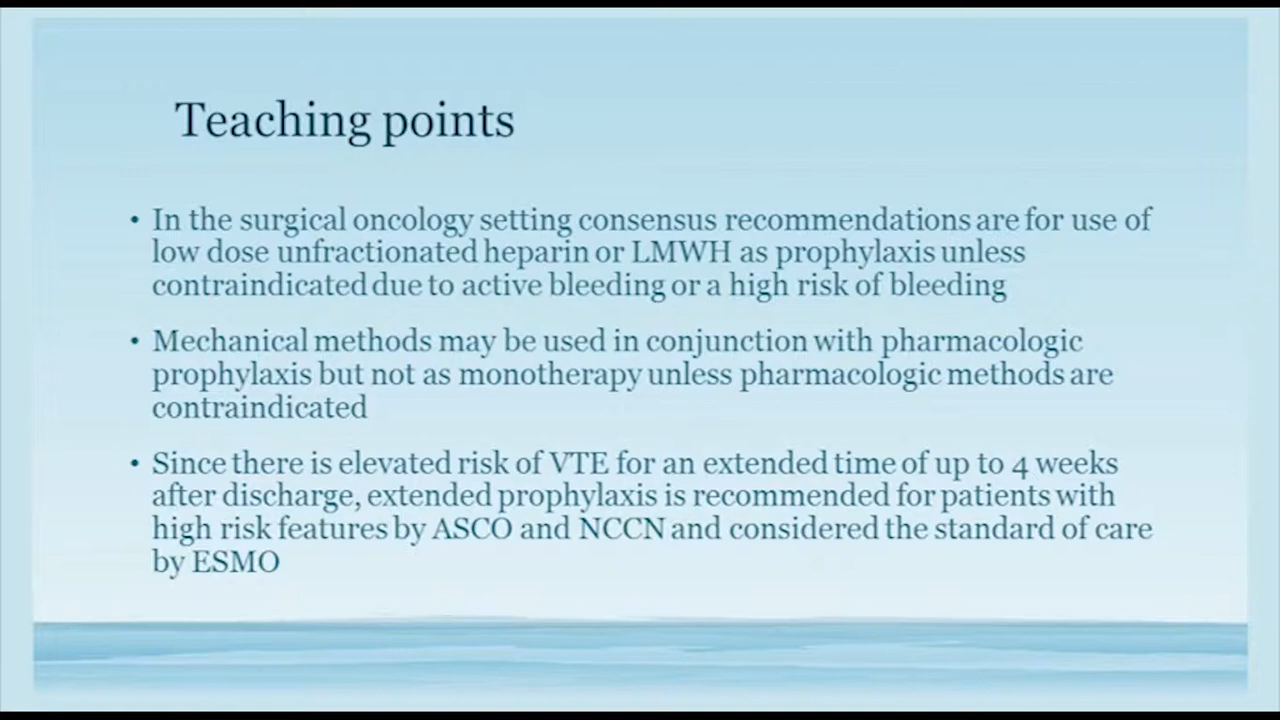 Teaching points
• In the surgical oncology setting consensus recommendations are for use of
low dose unfractionated heparin or LMWH as prophylaxis unless
contraindicated due to active bleeding or a high risk of bleeding
• Mechanical methods may be used in conjunction with pharmacologic
prophylaxis but not as monotherapy unless pharmacologic methods are
contraindicated
• Since there is elevated risk of VTE for an extended time of up to 4 weeks
after discharge, extended prophylaxis is recommended for patients with
high risk features by ASCO and NCCN and considered the standard of care
by ESMO